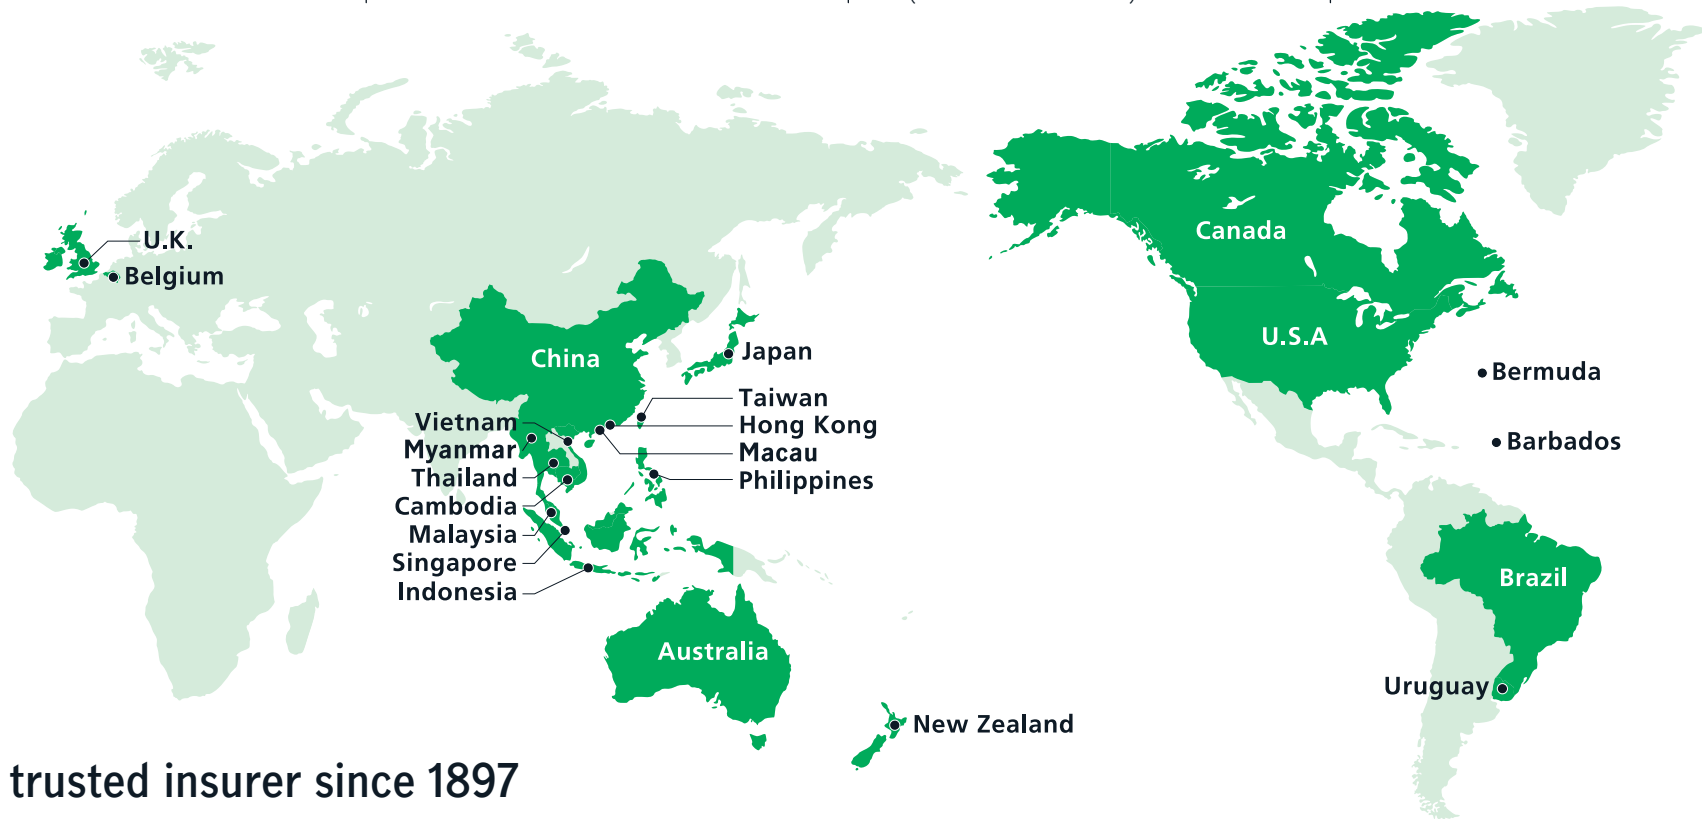 U.K.
Belgium
Canada
U.S.A
China
Japan
Bermuda
Taiwan
Vietnam
Hong Kong
Myanmar
Macau
Barbados
Thailand
Philippines
Cambodia
Malaysia
Singapore
Indonesia
Brazil
Australia
Uruguay
New Zealand
trusted insurer since 1897